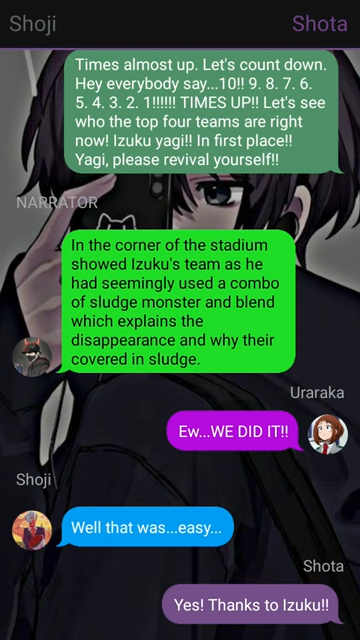 Shoji
Shota
Times almost up. Let's count down.
Hey everybody say...10!! 9. 8. 7. 6.
5. 4. 3. 2. 1!!!!!! TIMES UP!! Let's see
who the top four teams are right
now! Izuku yagi!! In first place!!
Yagi, please revival yourself!!
NARRATOR
In the corner of the stadium
showed Izuku's team as he
had seemingly used a combo
of sludge monster and blend
which explains the
disappearance and why their
covered in sludge.
Uraraka
Ew...WE DID IT!!
Shoji
Well that was...easy...
Shota
Yes! Thanks to Izuku!!